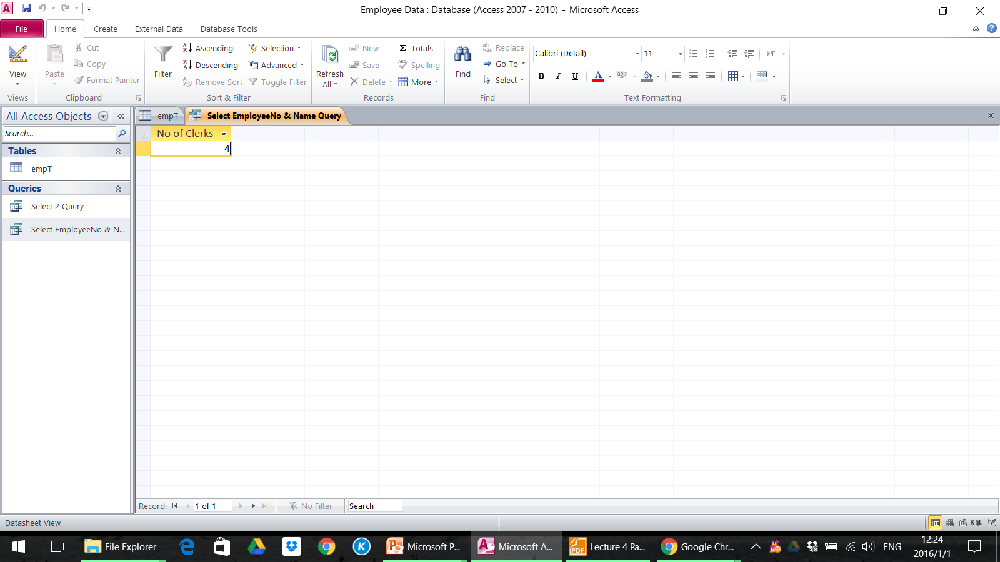 Employee Data : Database (Access 2007 - 2010) - Microsoft Access
File Home Create External Data Database Tools
View
Views
Paste
Cut
Copy
Format Painter
Clipboard
Filter
Ascending
Descending
Remove Sort
Selection
Advanced
Toggle Filter
Sort & Filter
Refresh
All
New
Save
Delete
Totals
Spelling
More
Records
Find
Replace
Go To
Select
Find
Calibri (Detail) 11
B I U
Text Formatting
All Access Objects
Search...
Tables
empT
Queries
Select 2 Query
Select EmployeeNo & N...
empT Select EmployeeNo & Name Query
No of Clerks
4
Record: 1 of 1 No Filter Search
Datasheet View SQL
File Explorer Microsoft P... Microsoft A... PDF Lecture 4 Pa... Google Chr... ENG
12:24
2016/1/1